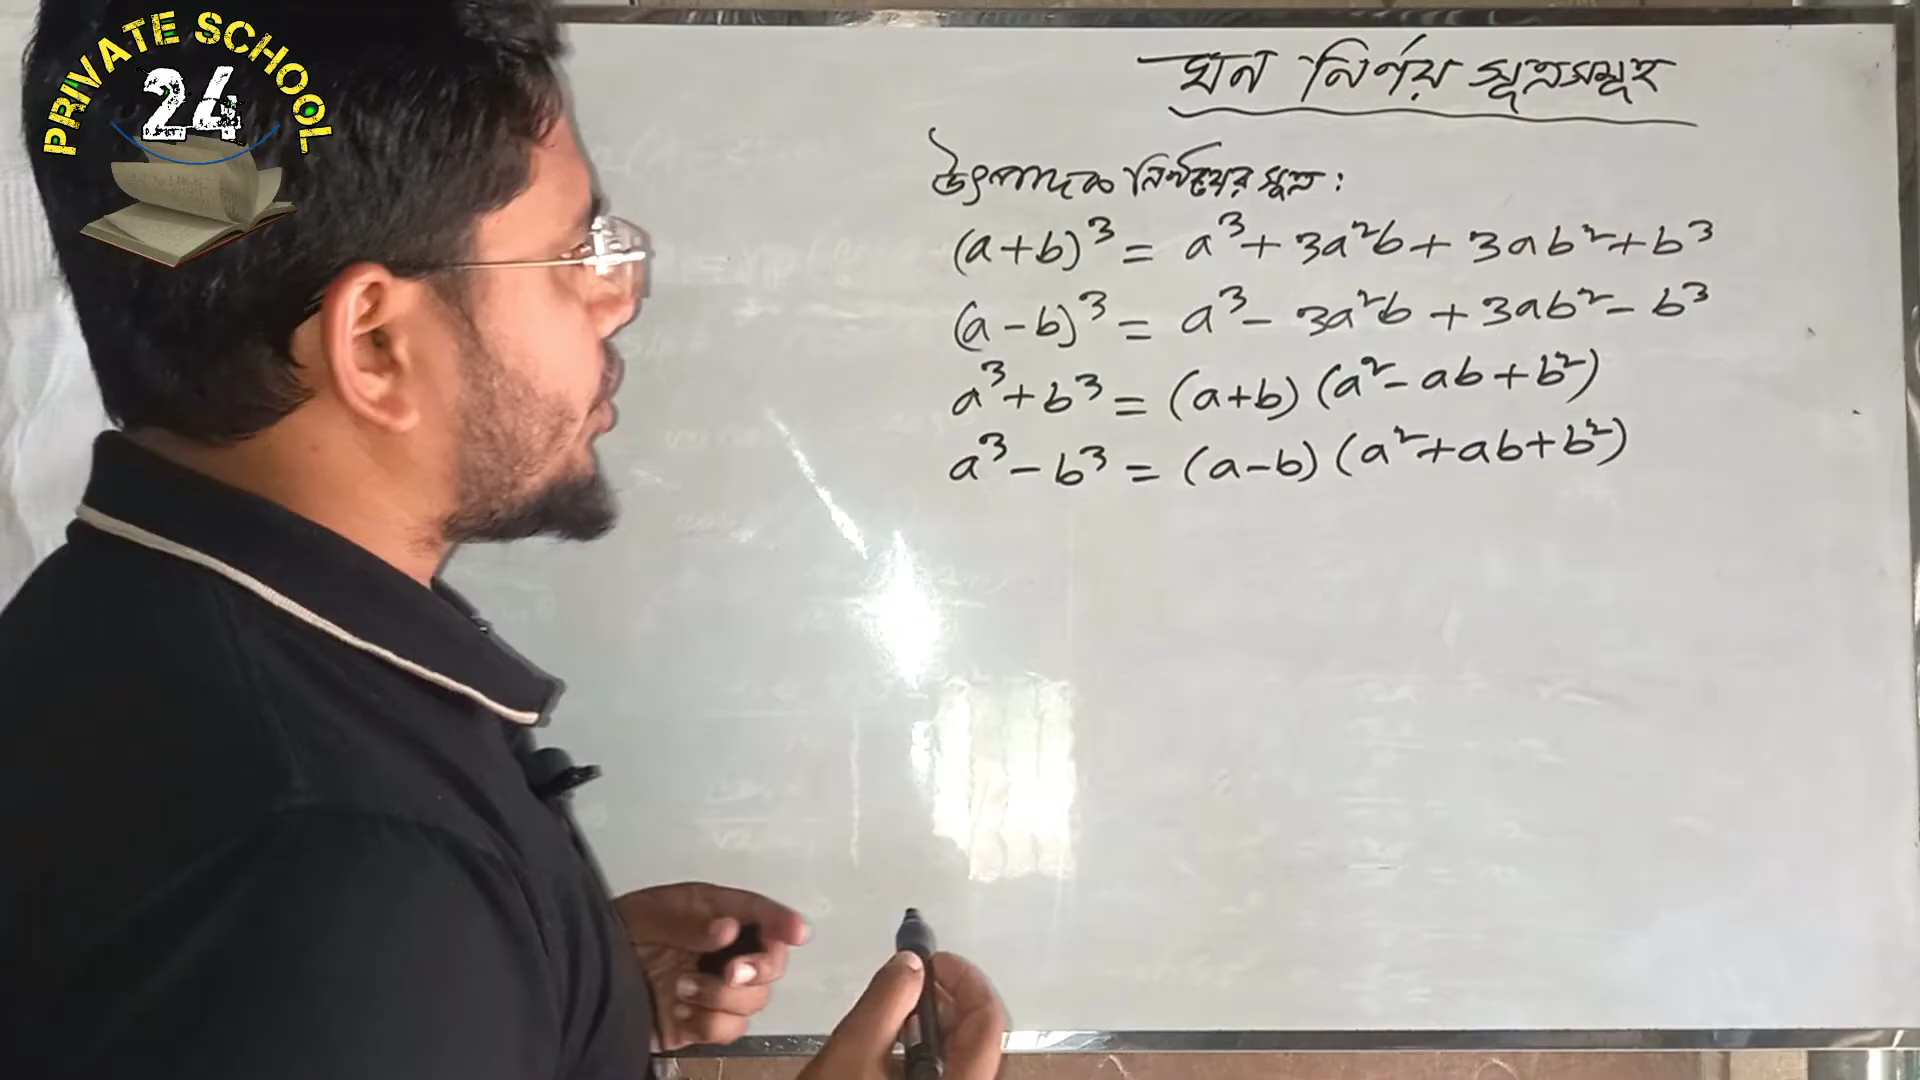 PRIVATE SCHOOL
24
ঘন নির্ণয় সূত্রসমূহ
উৎপাদক নির্ণয়ের সূত্র:
(a+b)³ = a³ + 3a²b + 3ab² + b³
(a-b)³ = a³ - 3a²b + 3ab² - b³
a³ + b³ = (a+b) (a² - ab + b²)
a³ - b³ = (a-b) (a² + ab + b²)